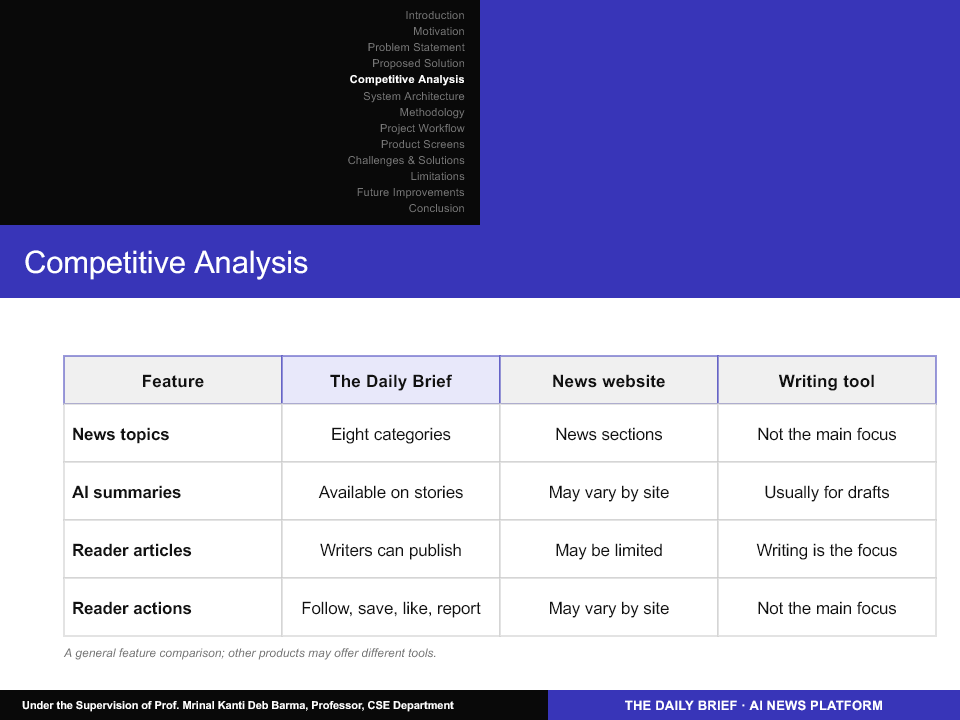 Introduction
Motivation
Problem Statement
Proposed Solution
Competitive Analysis
System Architecture
Methodology
Project Workflow
Product Screens
Challenges & Solutions
Limitations
Future Improvements
Conclusion
Competitive Analysis
Feature The Daily Brief News website Writing tool
News topics Eight categories News sections Not the main focus
AI summaries Available on stories May vary by site Usually for drafts
Reader articles Writers can publish May be limited Writing is the focus
Reader actions Follow, save, like, report May vary by site Not the main focus
A general feature comparison; other products may offer different tools.
Under the Supervision of Prof. Mrinal Kanti Deb Barma, Professor, CSE Department THE DAILY BRIEF · AI NEWS PLATFORM